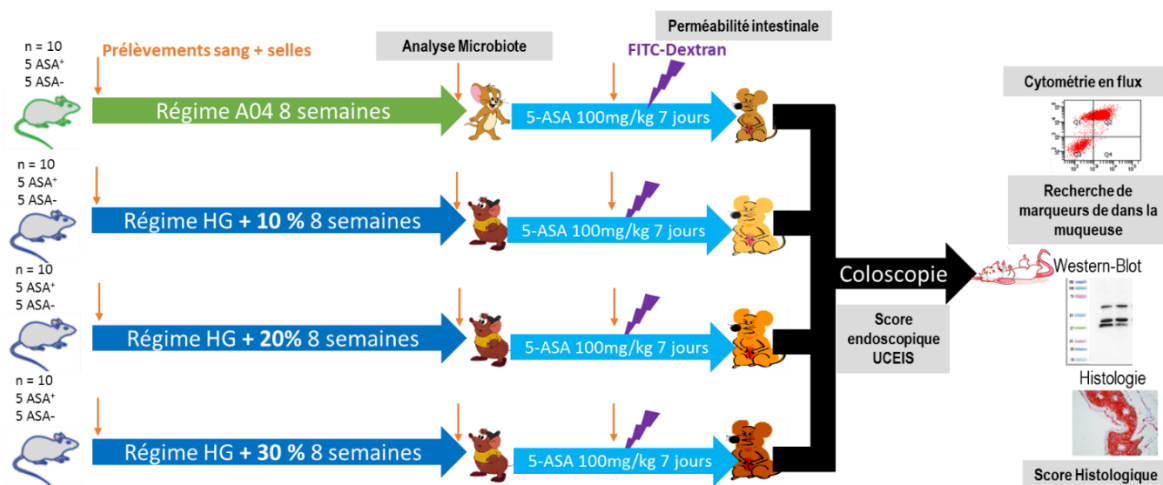 n = 10
5 ASA⁺
5 ASA-
Prélèvements sang + selles
Régime A04 8 semaines
Analyse Microbiote
Perméabilité intestinale
FITC-Dextran
5-ASA 100mg/kg 7 jours
n = 10
5 ASA⁺
5 ASA-
Régime HG + 10 % 8 semaines
5-ASA 100mg/kg 7 jours
n = 10
5 ASA⁺
5 ASA-
Régime HG + 20% 8 semaines
5-ASA 100mg/kg 7 jours
n = 10
5 ASA⁺
5 ASA-
Régime HG + 30 % 8 semaines
5-ASA 100mg/kg 7 jours
Coloscopie
Score
endoscopique
UCEIS
Cytométrie en flux
Q1 Q2
Q3 Q4
Recherche de
marqueurs de dans la
muqueuse
Western-Blot
Histologie
Score Histologique